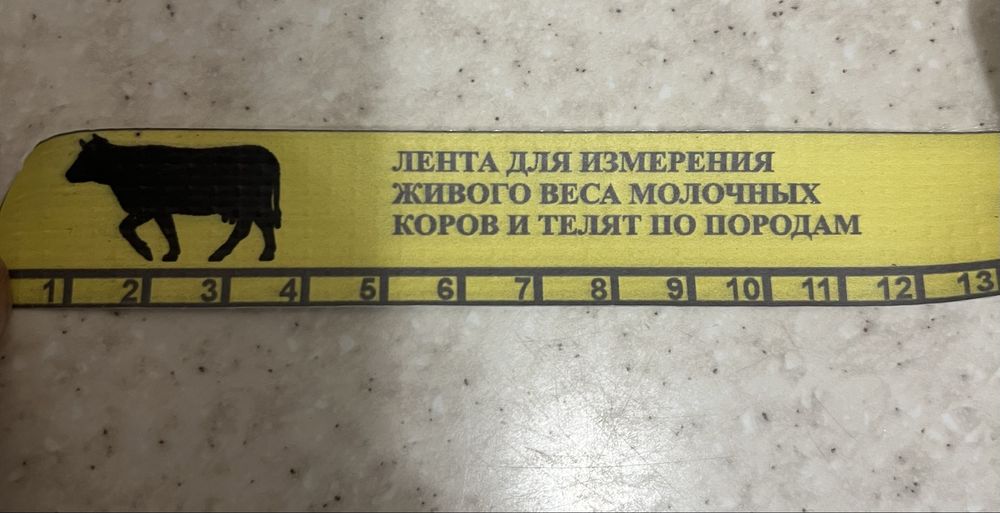 ЛЕНТА ДЛЯ ИЗМЕРЕНИЯ
ЖИВОГО ВЕСА МОЛОЧНЫХ
КОРОВ И ТЕЛЯТ ПО ПОРОДАМ
1 2 3 4 5 6 7 8 9 10 11 12 13